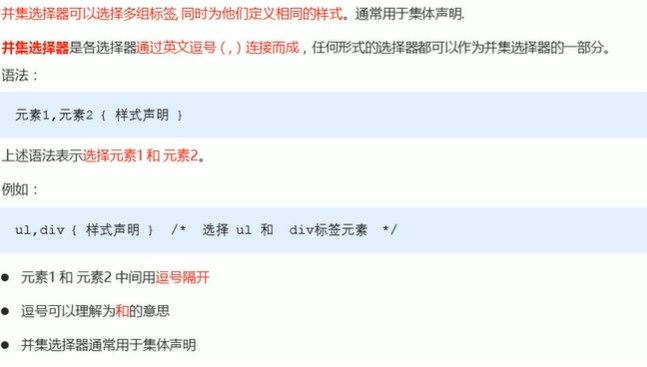 并集选择器可以选择多组标签, 同时为他们定义相同的样式。通常用于集体声明.
并集选择器是各选择器通过英文逗号（,）连接而成，任何形式的选择器都可以作为并集选择器的一部分。
语法：
元素1,元素2 { 样式声明 }
上述语法表示选择元素1 和 元素2。
例如：
ul,div { 样式声明 }  /*  选择 ul 和  div标签元素  */
● 元素1 和 元素2 中间用逗号隔开
● 逗号可以理解为和的意思
● 并集选择器通常用于集体声明